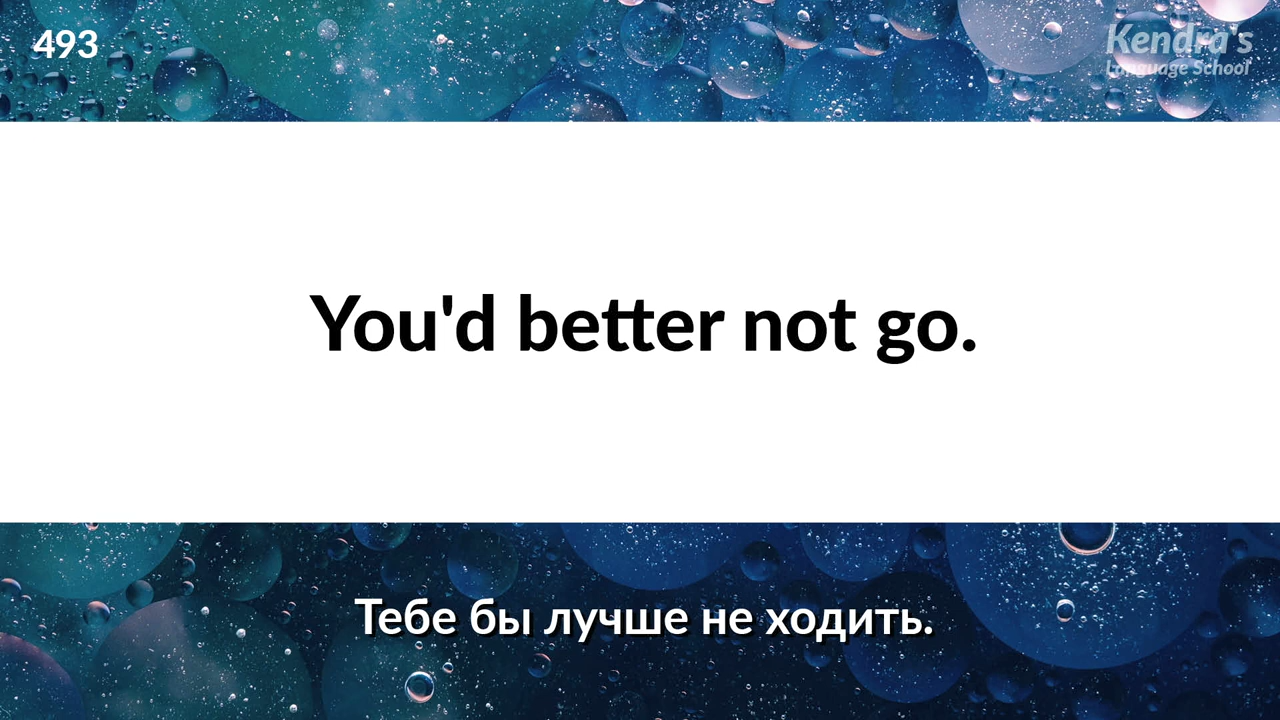 493
Kendra's
Language School
You'd better not go.
Тебе бы лучше не ходить.